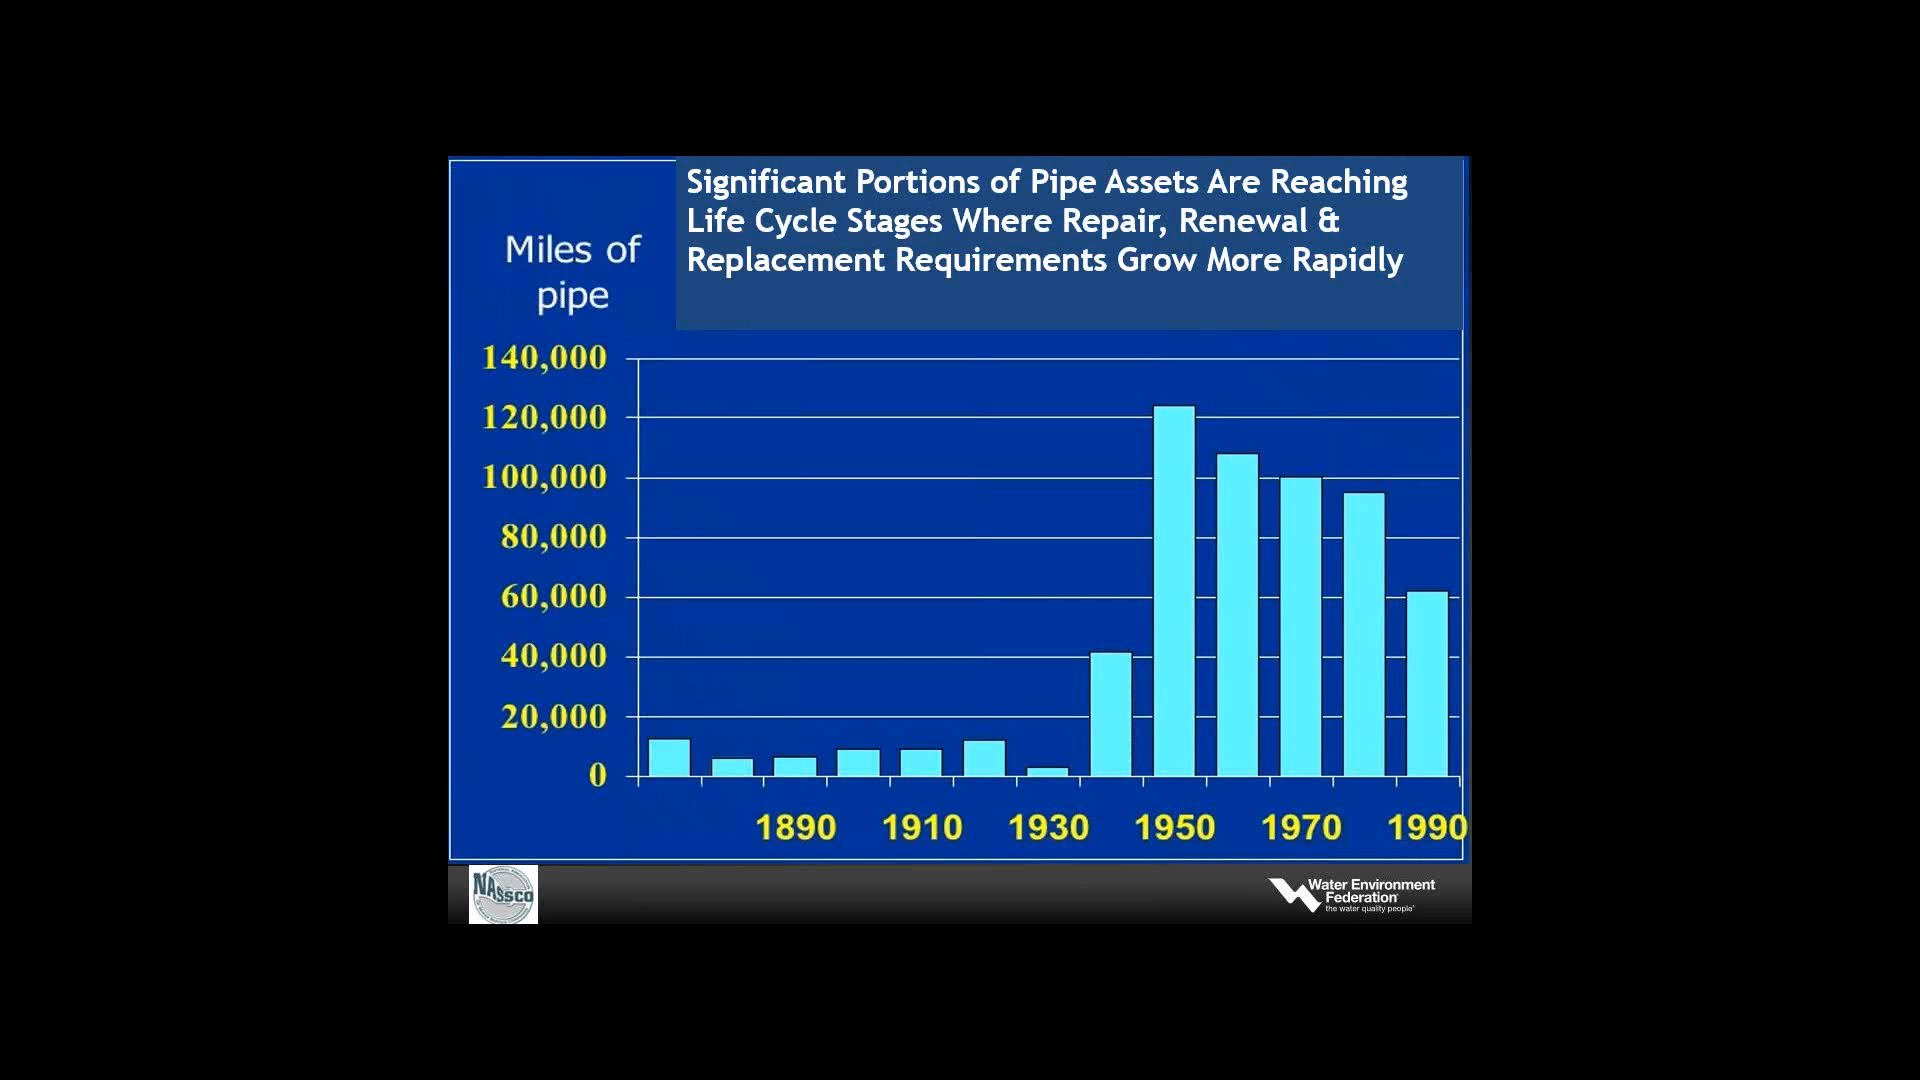 Significant Portions of Pipe Assets Are Reaching
Life Cycle Stages Where Repair, Renewal &
Replacement Requirements Grow More Rapidly
Miles of
pipe
140,000
120,000
100,000
80,000
60,000
40,000
20,000
0
1890 1910 1930 1950 1970 1990
NASSCO
Water Environment
Federation
the water quality people